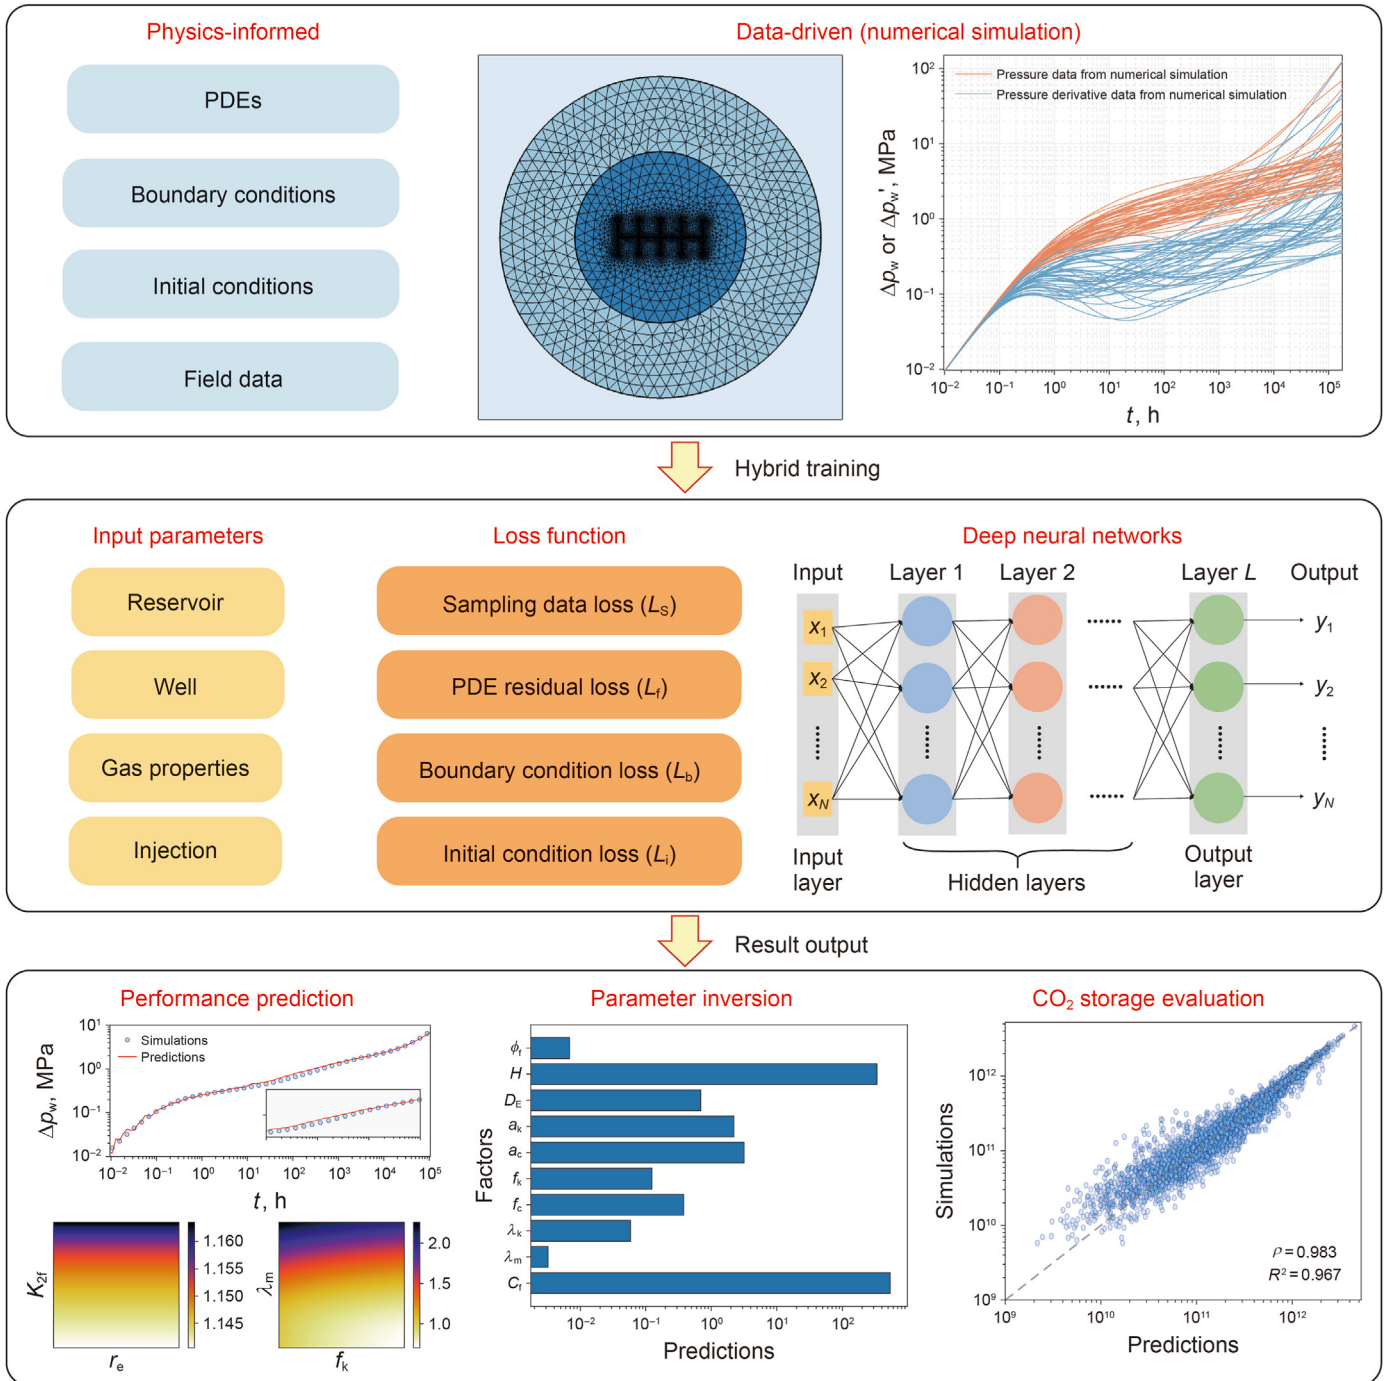 Physics-informed
PDEs
Boundary conditions
Initial conditions
Field data
Data-driven (numerical simulation)
Pressure data from numerical simulation
Pressure derivative data from numerical simulation
Δp_w or Δp_w', MPa
10²
10¹
10⁰
10⁻¹
10⁻²
10⁻² 10⁻¹ 10⁰ 10¹ 10² 10³ 10⁴ 10⁵
t, h
Hybrid training
Input parameters
Reservoir
Well
Gas properties
Injection
Loss function
Sampling data loss (L_S)
PDE residual loss (L_f)
Boundary condition loss (L_b)
Initial condition loss (L_i)
Deep neural networks
Input Layer 1 Layer 2 Layer L Output
x₁ ...... y₁
x₂ ...... y₂
x_N ...... y_N
Input layer
Hidden layers
Output layer
Result output
Performance prediction
Simulations
Predictions
Δp_w, MPa
10¹
10⁰
10⁻¹
10⁻²
10⁻² 10⁻¹ 10⁰ 10¹ 10² 10³ 10⁴ 10⁵
t, h
K_2f
1.160
1.155
1.150
1.145
r_e
λ_m
2.0
1.5
1.0
f_k
Parameter inversion
Factors
ϕ_f
H
D_E
a_k
a_c
f_k
f_c
λ_k
λ_m
C_f
10⁻² 10⁻¹ 10⁰ 10¹ 10²
Predictions
CO₂ storage evaluation
Simulations
10¹²
10¹¹
10¹⁰
10⁹
ρ = 0.983
R² = 0.967
10⁹ 10¹⁰ 10¹¹ 10¹²
Predictions